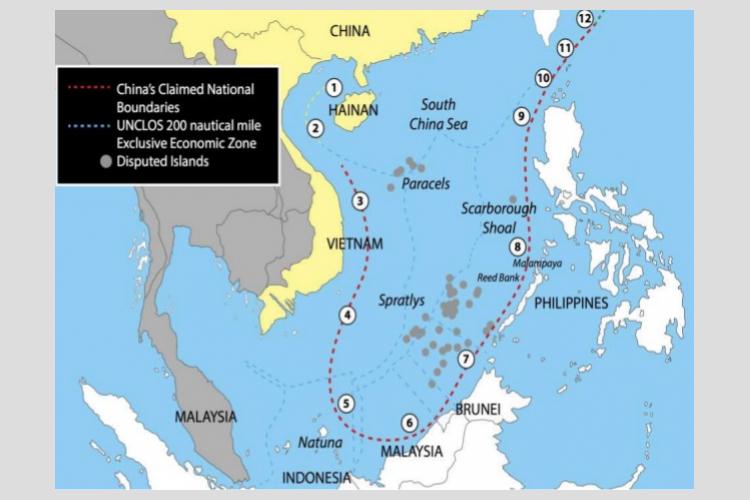 CHINA
12
11
10
China's Claimed National
Boundaries
UNCLOS 200 nautical mile
Exclusive Economic Zone
Disputed Islands
1
HAINAN
2
South
China Sea
9
Paracels
3
Scarborough
Shoal
VIETNAM
8
Malampaya
Reed Bank
Spratlys
PHILIPPINES
4
7
5
BRUNEI
MALAYSIA
6
Natuna
MALAYSIA
INDONESIA